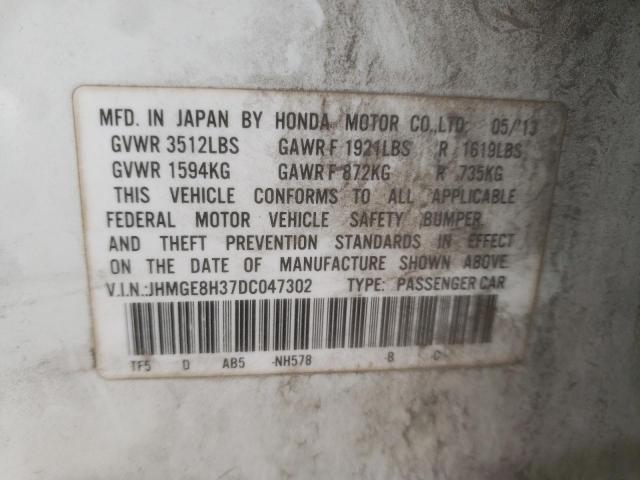 MFD. IN JAPAN BY HONDA MOTOR CO.,LTD. 05/13
GVWR 3512LBS GAWR F 1921LBS R 1619LBS
GVWR 1594KG GAWR F 872KG R 735KG
THIS VEHICLE CONFORMS TO ALL APPLICABLE
FEDERAL MOTOR VEHICLE SAFETY BUMPER,
AND THEFT PREVENTION STANDARDS IN EFFECT
ON THE DATE OF MANUFACTURE SHOWN ABOVE.
V.I.N.:JHMGE8H37DC047302 TYPE: PASSENGER CAR
TF5 D AB5 -NH578 B C